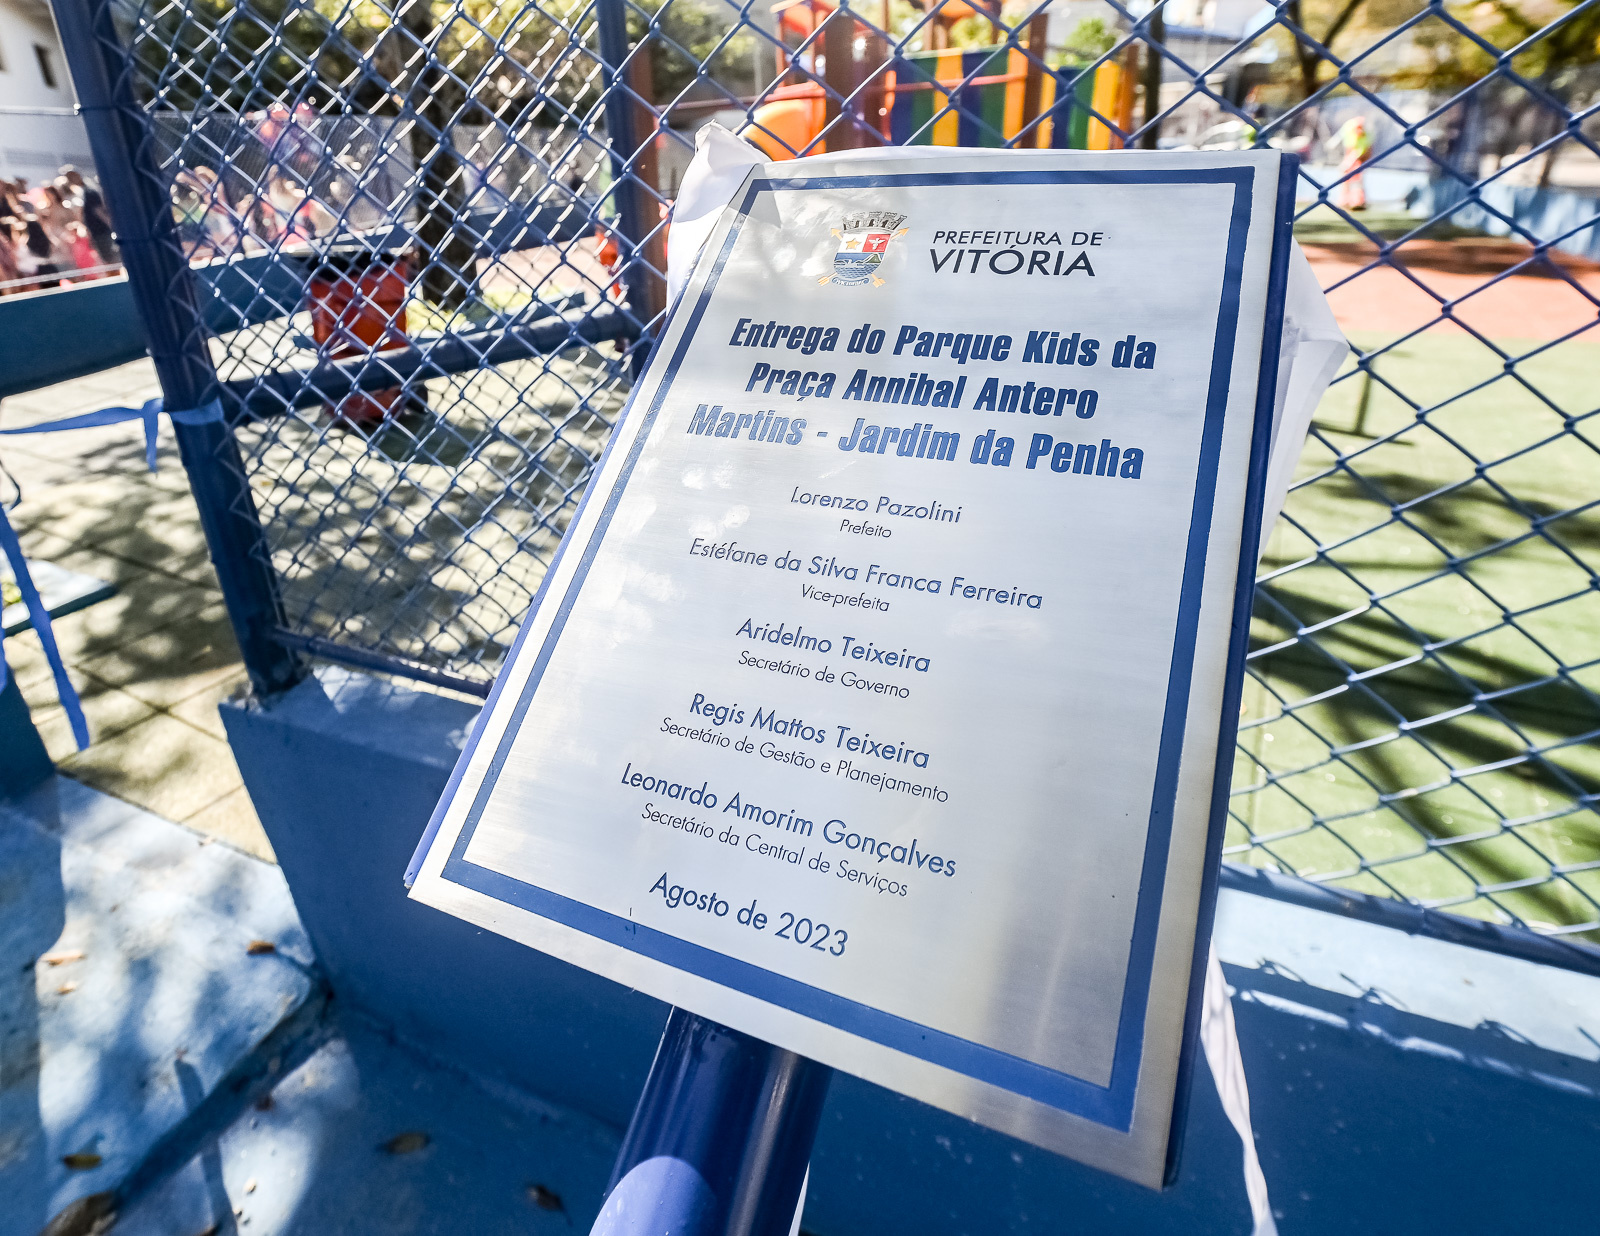 PREFEITURA DE
VITÓRIA
Entrega do Parque Kids da
Praça Annibal Antero
Martins - Jardim da Penha
Lorenzo Pazolini
Prefeito
Estéfane da Silva Franca Ferreira
Vice-prefeita
Aridelmo Teixeira
Secretário de Governo
Regis Mattos Teixeira
Secretário de Gestão e Planejamento
Leonardo Amorim Gonçalves
Secretário da Central de Serviços
Agosto de 2023